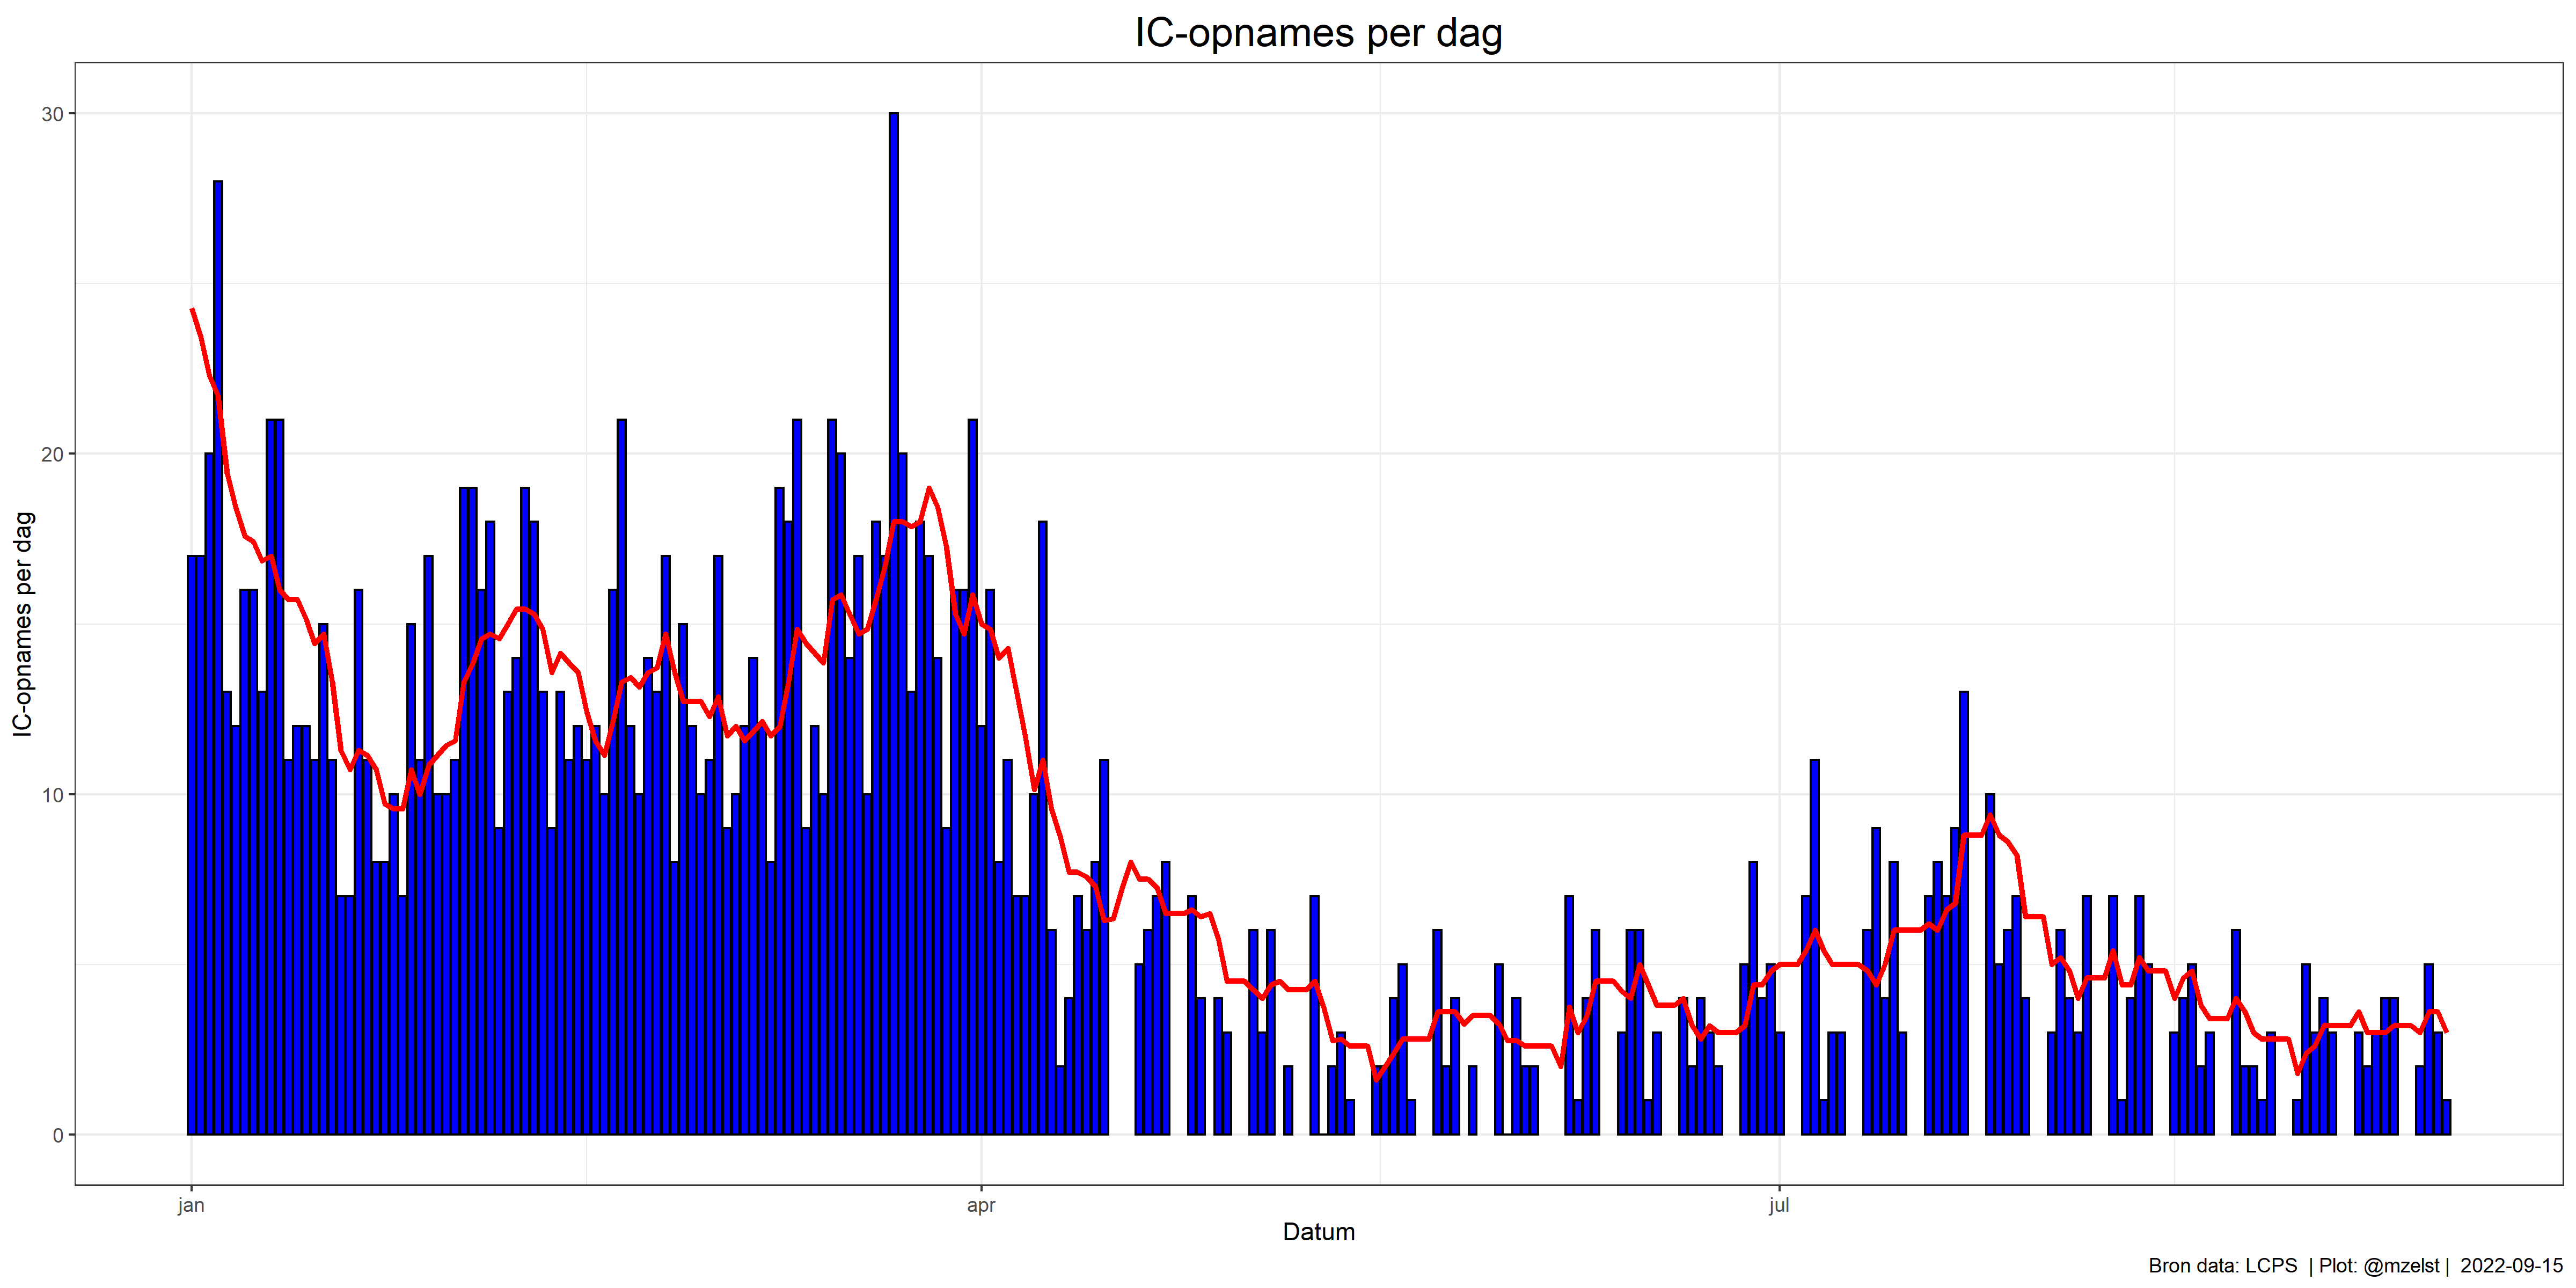 IC-opnames per dag
IC-opnames per dag
30
20
10
0
jan
apr
jul
Datum
Bron data: LCPS | Plot: @mzelst | 2022-09-15